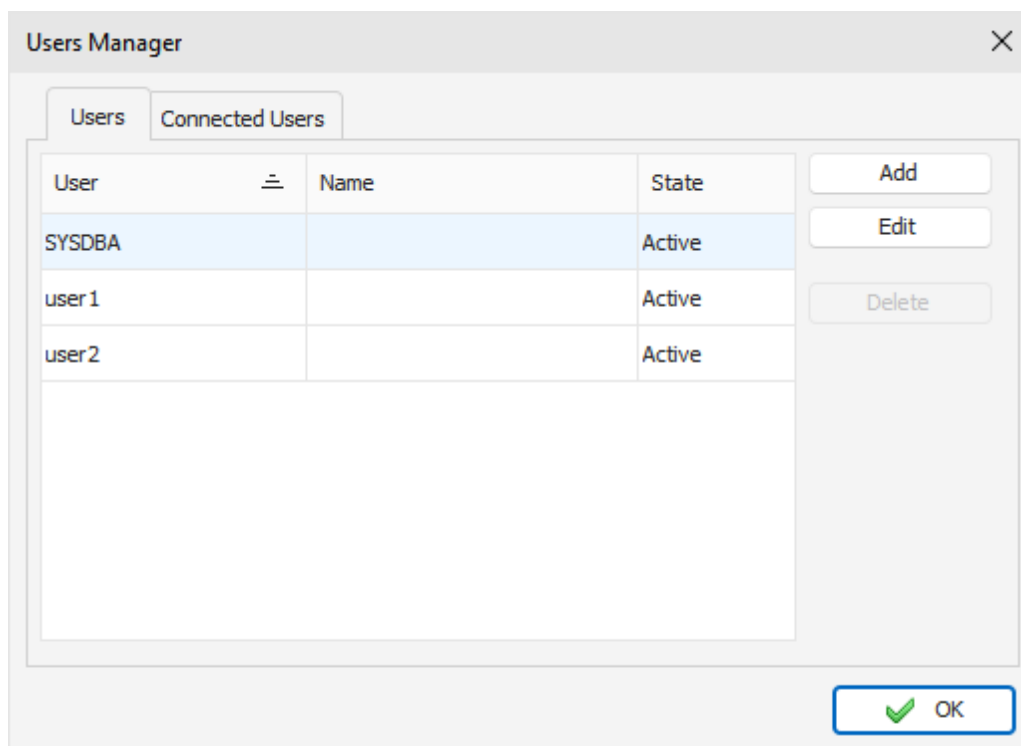 Users Manager
Users Connected Users
User Name State Add
SYSDBA Active Edit
user1 Active Delete
user2 Active
OK